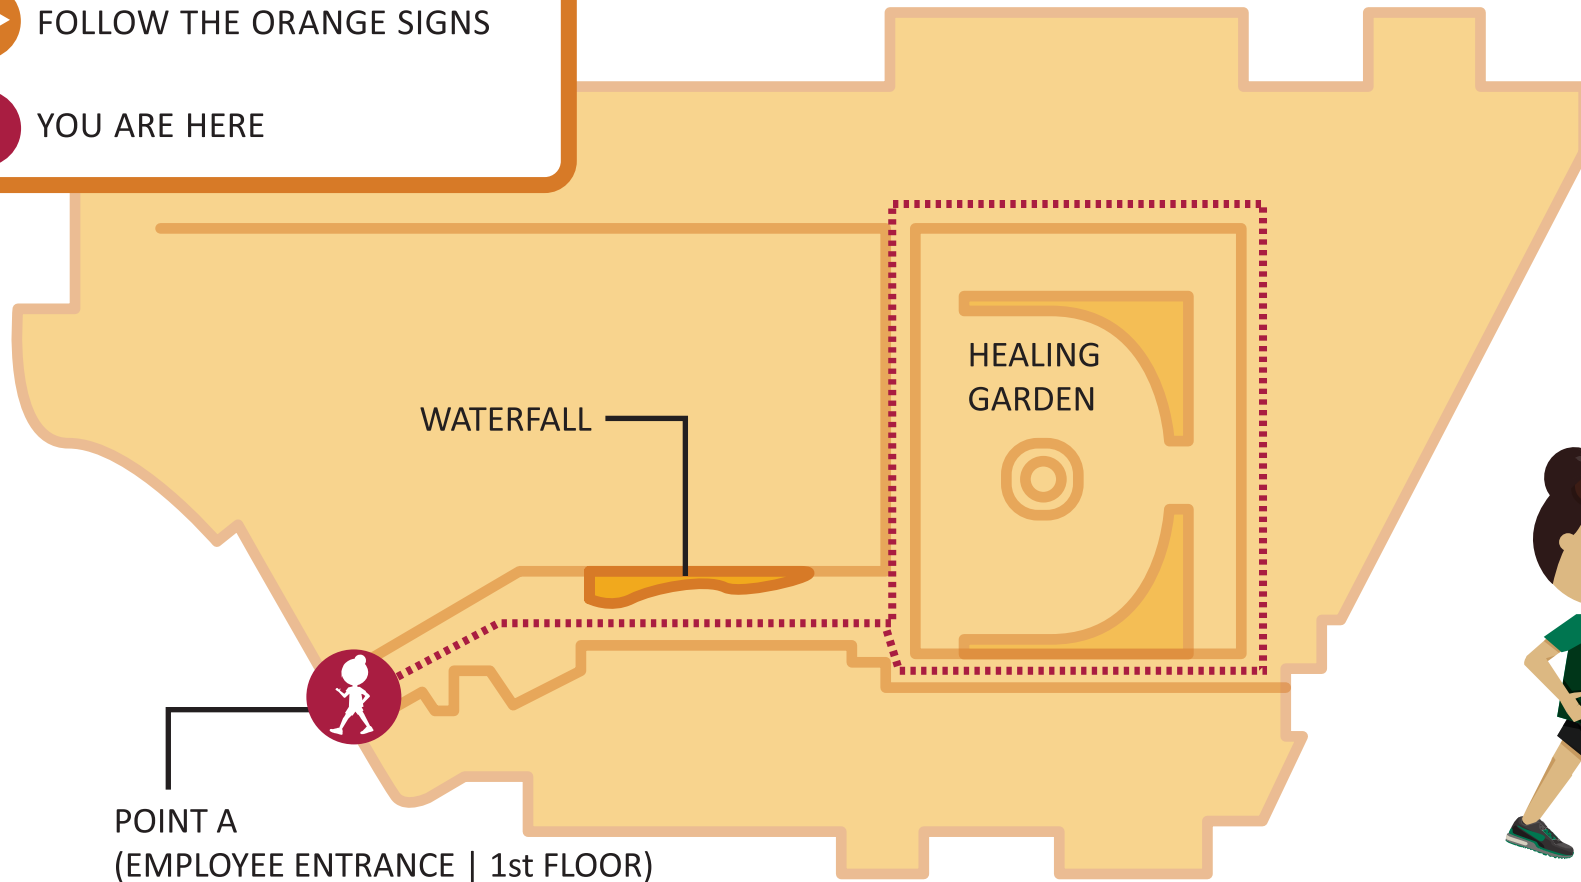 FOLLOW THE ORANGE SIGNS
YOU ARE HERE
HEALING
GARDEN
WATERFALL
POINT A
(EMPLOYEE ENTRANCE | 1st FLOOR)